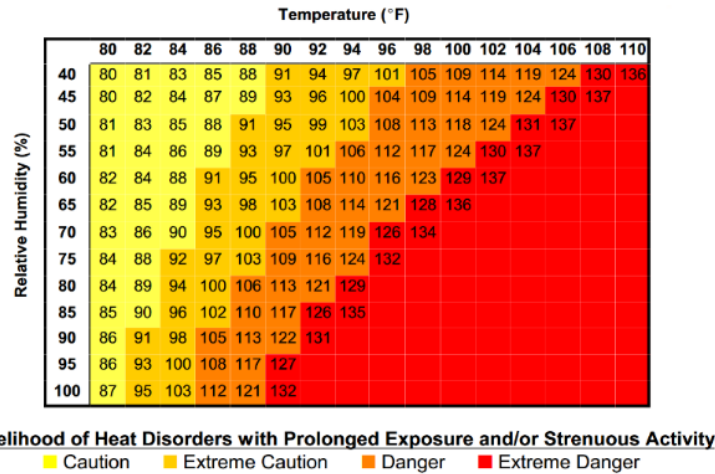 Temperature (°F)
80 82 84 86 88 90 92 94 96 98 100 102 104 106 108 110
Relative Humidity (%)
40 80 81 83 85 88 91 94 97 101 105 109 114 119 124 130 136
45 80 82 84 87 89 93 96 100 104 109 114 119 124 130 137
50 81 83 85 88 91 95 99 103 108 113 118 124 131 137
55 81 84 86 89 93 97 101 106 112 117 124 130 137
60 82 84 88 91 95 100 105 110 116 123 129 137
65 82 85 89 93 98 103 108 114 121 128 136
70 83 86 90 95 100 105 112 119 126 134
75 84 88 92 97 103 109 116 124 132
80 84 89 94 100 106 113 121 129
85 85 90 96 102 110 117 126 135
90 86 91 98 105 113 122 131
95 86 93 100 108 117 127
100 87 95 103 112 121 132
elihood of Heat Disorders with Prolonged Exposure and/or Strenuous Activity
Caution Extreme Caution Danger Extreme Danger